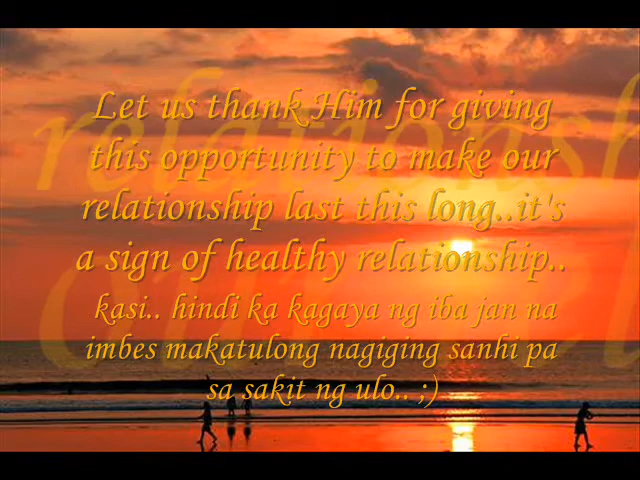 Let us thank Him for giving
this opportunity to make our
relationship last this long..it's
a sign of healthy relationship..
kasi.. hindi ka kagaya ng iba jan na
imbes makatulong nagiging sanhi pa
sa sakit ng ulo.. ;)